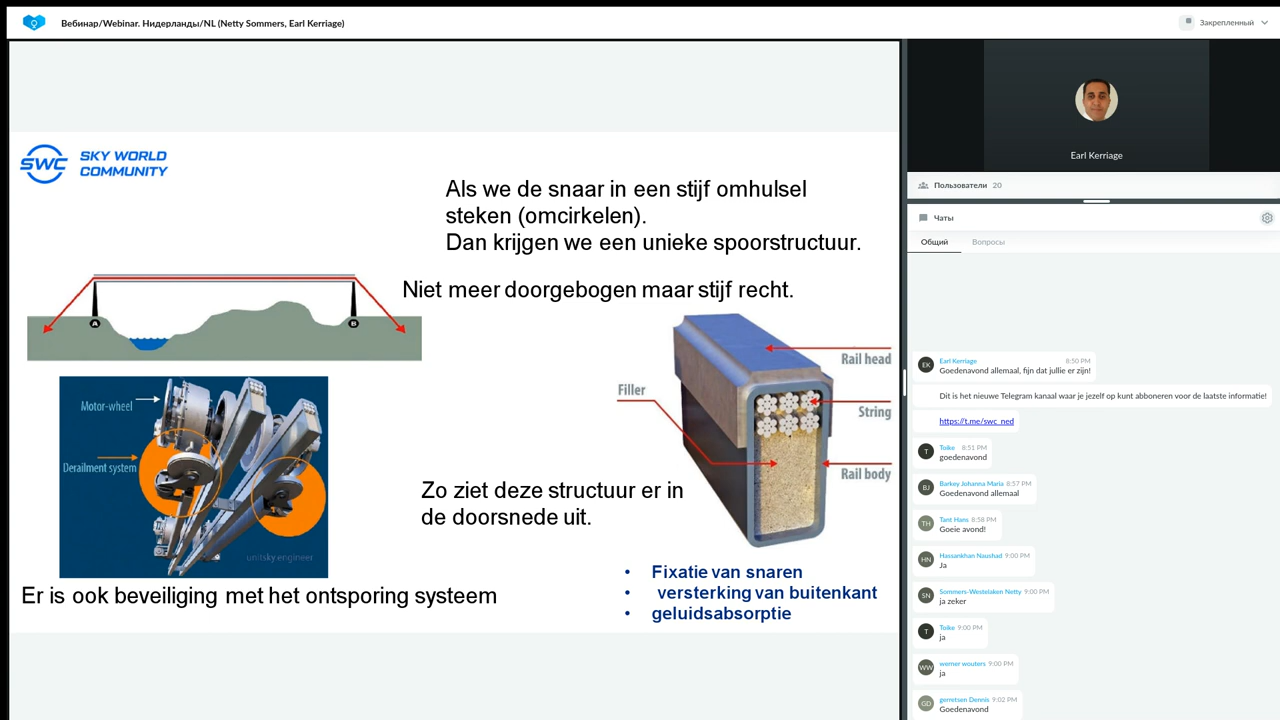 Вебинар/Webinar. Нидерланды/NL (Netty Sommers, Earl Kerriage)
Закрепленный
SWC SKY WORLD
COMMUNITY
Als we de snaar in een stijf omhulsel
steken (omcirkelen).
Dan krijgen we een unieke spoorstructuur.
Niet meer doorgebogen maar stijf recht.
A
B
Motor-wheel
Derailment system
unitsky engineer
Rail head
Filler
String
Rail body
Zo ziet deze structuur er in
de doorsnede uit.
Er is ook beveiliging met het ontsporing systeem
• Fixatie van snaren
• versterking van buitenkant
• geluidsabsorptie
Earl Kerriage
Пользователи 20
Чаты
Общий Вопросы
EK Earl Kerriage 8:50 PM
Goedenavond allemaal, fijn dat jullie er zijn!
Dit is het nieuwe Telegram kanaal waar je jezelf op kunt abboneren voor de laatste informatie!
https://t.me/swc_ned
T Toike 8:51 PM
goedenavond
BJ Barkey Johanna Maria 8:57 PM
Goedenavond allemaal
TH Tant Hans 8:58 PM
Goeie avond!
HN Hassankhan Naushad 9:00 PM
Ja
SN Sommers-Westelaken Netty 9:00 PM
ja zeker
T Toike 9:00 PM
ja
WW werner wouters 9:00 PM
ja
GD gerretsen Dennis 9:02 PM
Goedenavond